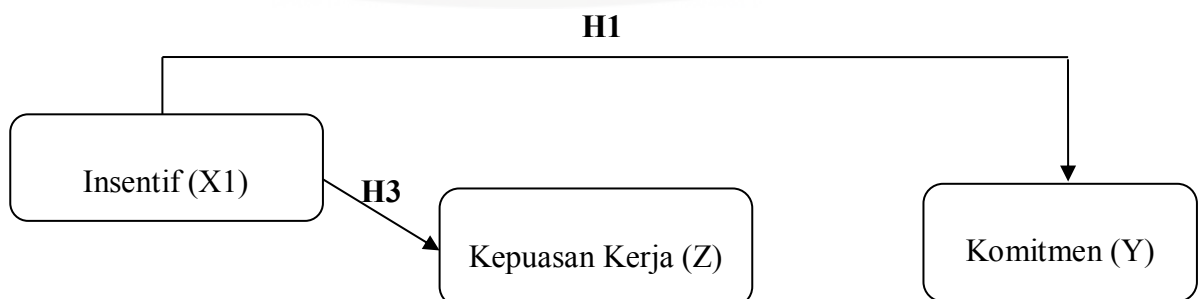 H1
Insentif (X1)
H3
Kepuasan Kerja (Z)
Komitmen (Y)